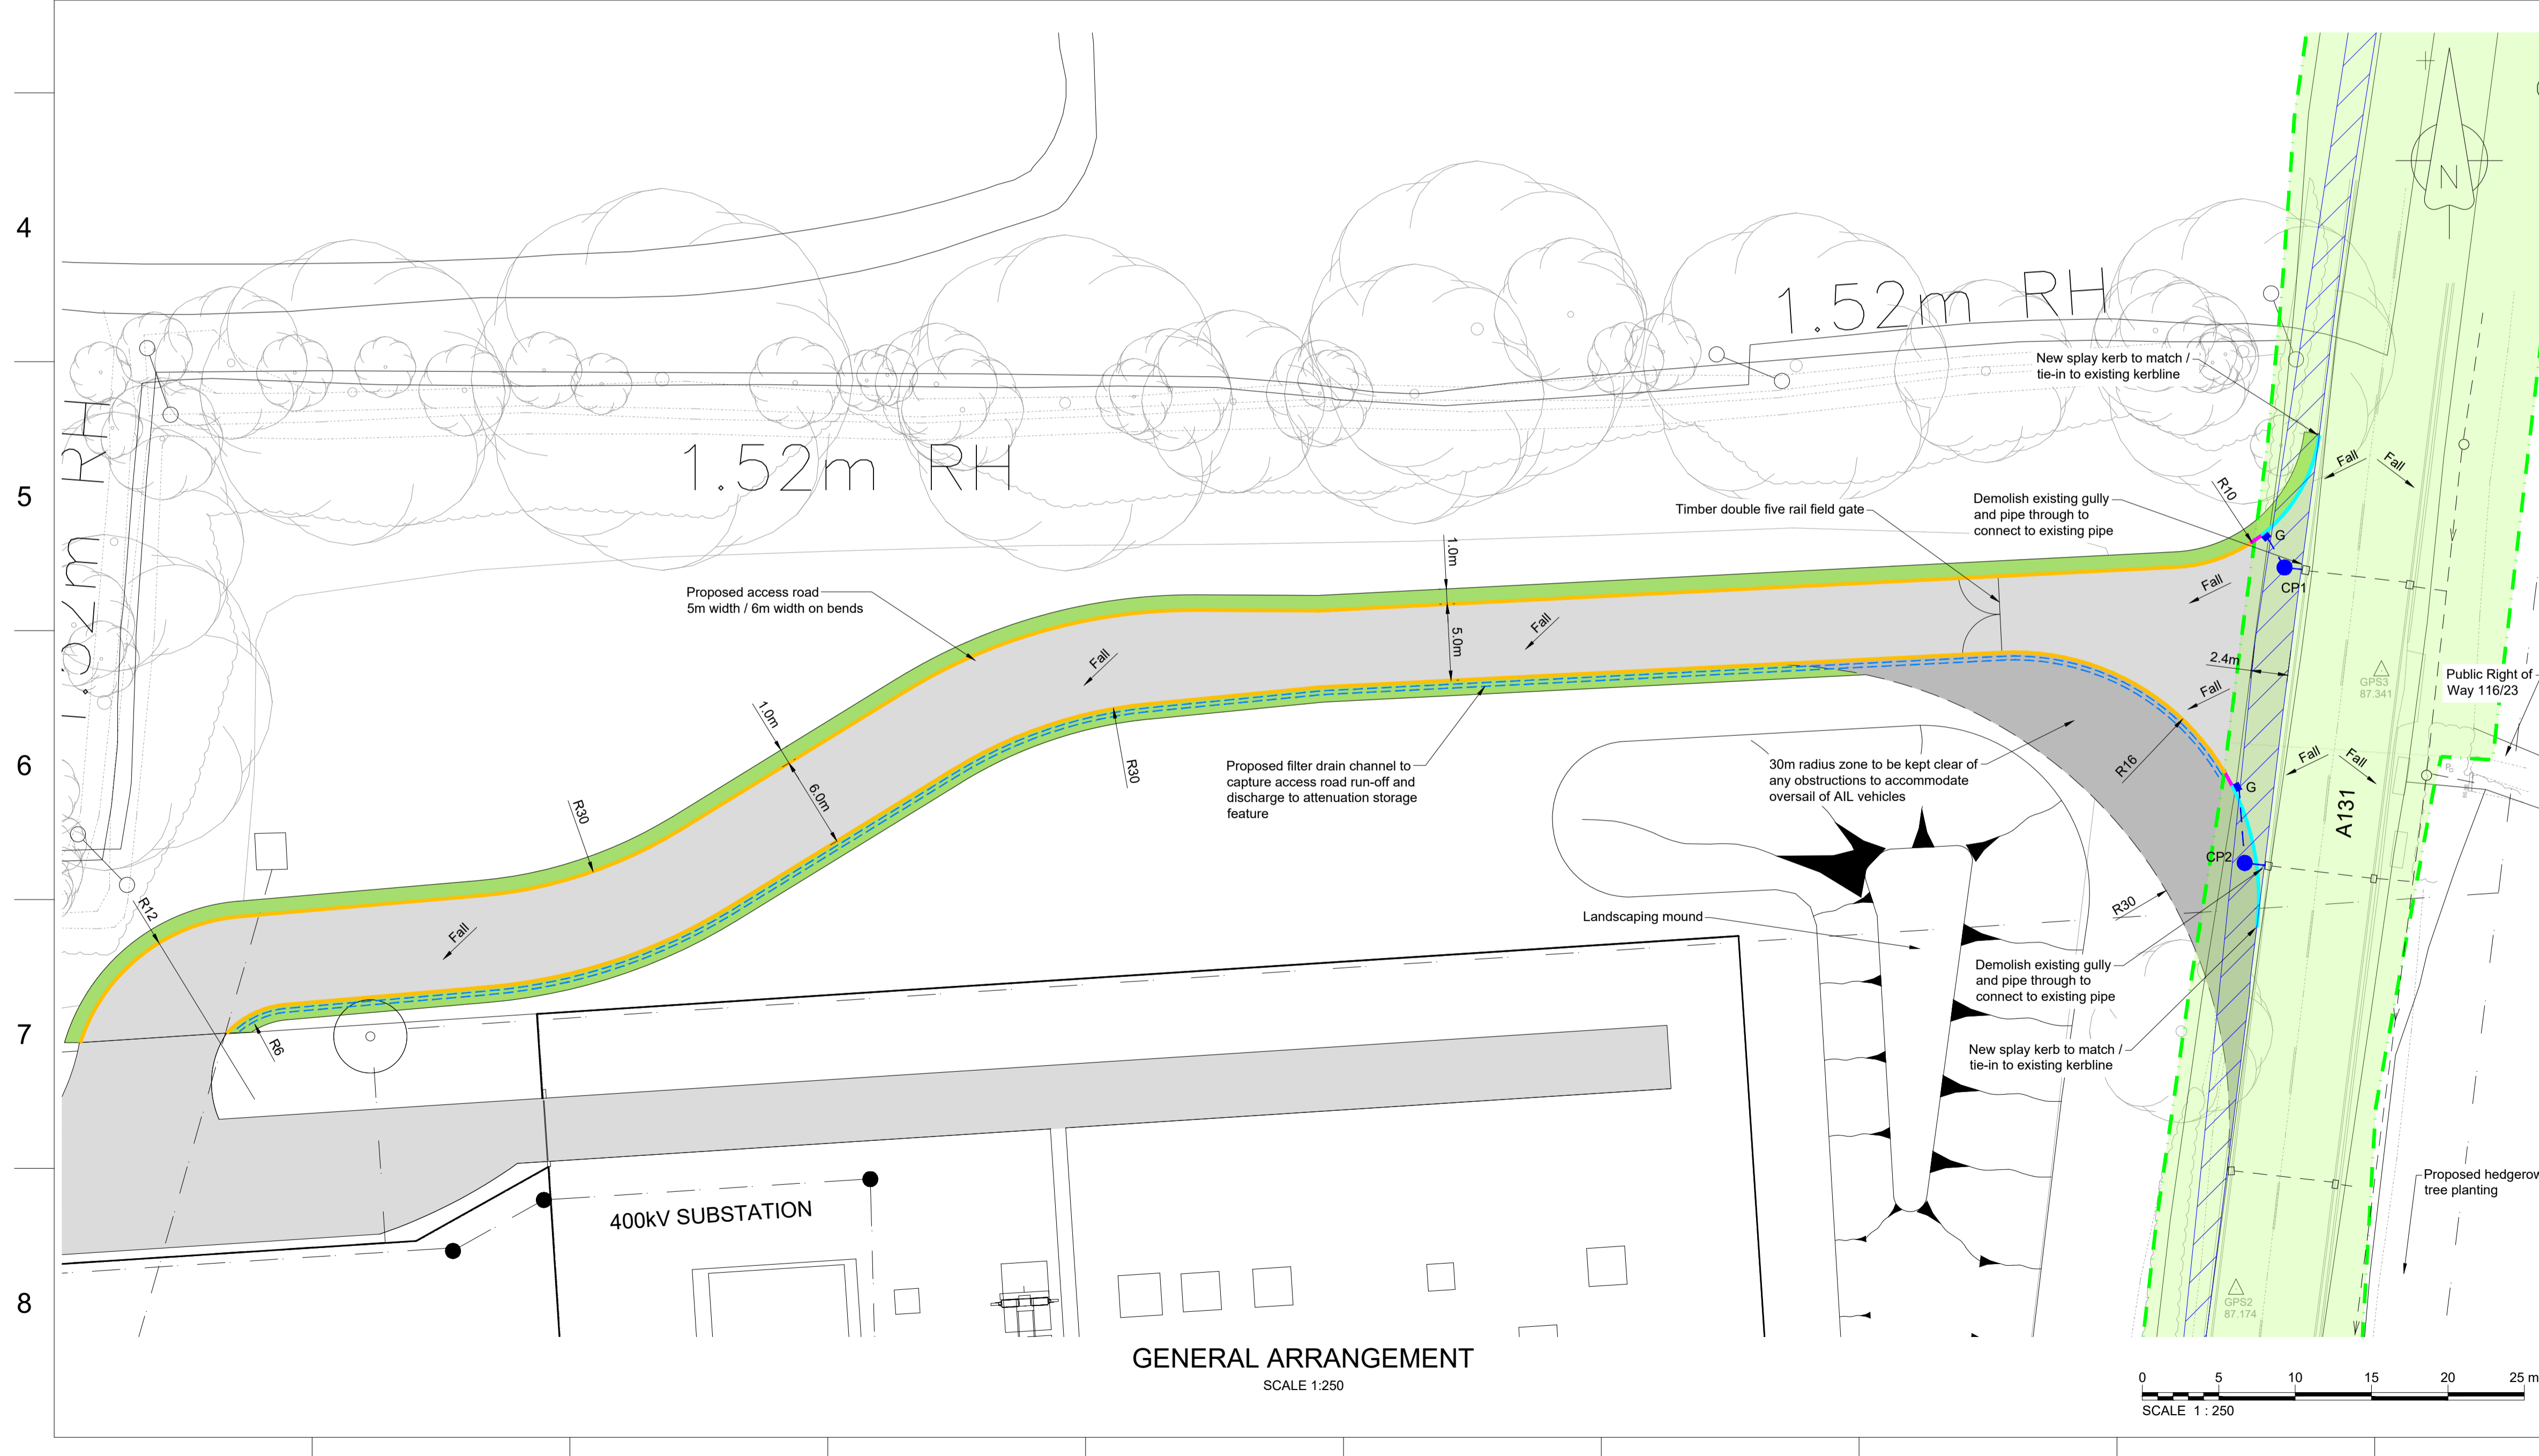 4
5
6
7
8
N
1.52m RH
1.52m RH
New splay kerb to match /
tie-in to existing kerbline
Fall
Fall
R10
Timber double five rail field gate
Demolish existing gully
and pipe through to
connect to existing pipe
G
CP1
1.0m
Fall
Proposed access road
5m width / 6m width on bends
5.0m
Fall
Fall
2.4m
GPS3
87.341
Public Right of
Way 116/23
Fall
1.0m
R30
Proposed filter drain channel to
capture access road run-off and
discharge to attenuation storage
feature
30m radius zone to be kept clear of
any obstructions to accommodate
oversail of AIL vehicles
R16
Fall
Fall
G
A131
6.0m
R30
CP2
R12
Fall
Landscaping mound
R30
Demolish existing gully
and pipe through to
connect to existing pipe
R6
New splay kerb to match /
tie-in to existing kerbline
400kV SUBSTATION
Proposed hedgerow
tree planting
GPS2
87.174
GENERAL ARRANGEMENT
SCALE 1:250
0 5 10 15 20 25 m
SCALE 1 : 250